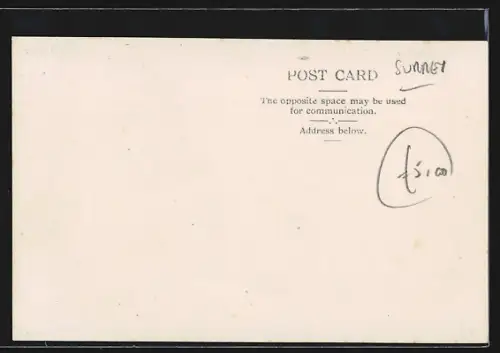 POST CARD
SURREY
The opposite space may be used
for communication.
Address below.
£5.00